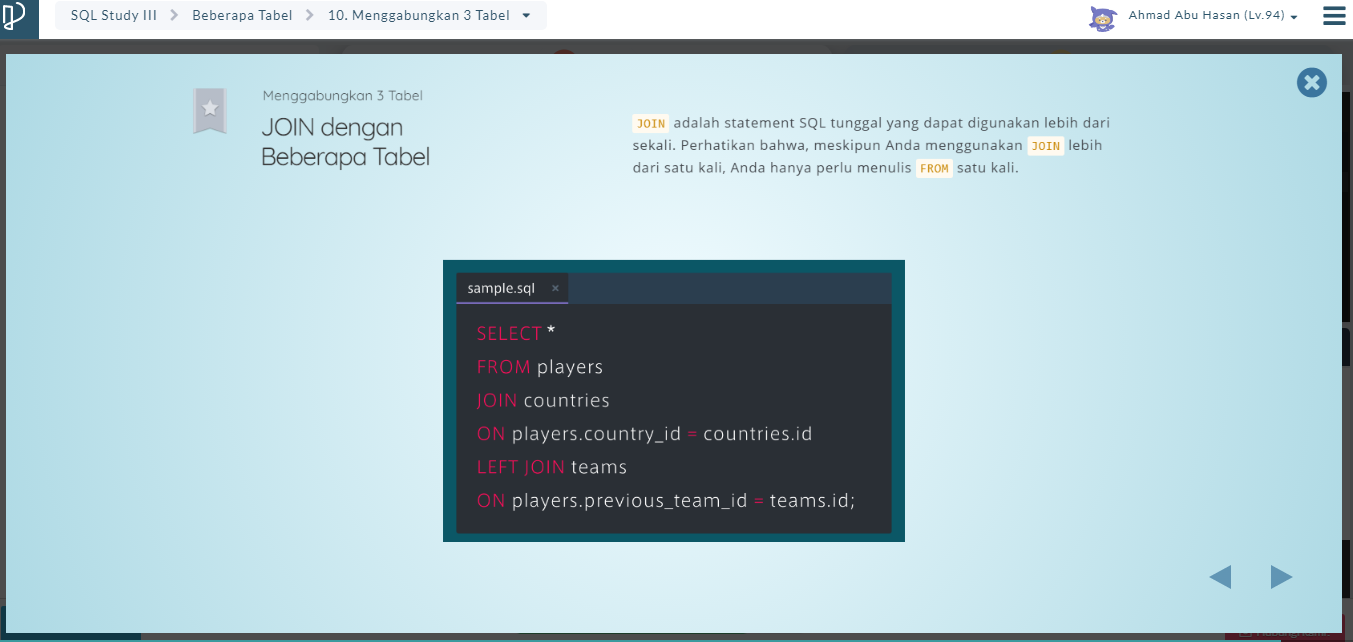 SQL Study III
Beberapa Tabel
10. Menggabungkan 3 Tabel
Ahmad Abu Hasan (Lv.94)
Menggabungkan 3 Tabel
JOIN dengan
Beberapa Tabel
JOIN adalah statement SQL tunggal yang dapat digunakan lebih dari
sekali. Perhatikan bahwa, meskipun Anda menggunakan JOIN lebih
dari satu kali, Anda hanya perlu menulis FROM satu kali.
sample.sql ×
SELECT *
FROM players
JOIN countries
ON players.country_id = countries.id
LEFT JOIN teams
ON players.previous_team_id = teams.id;